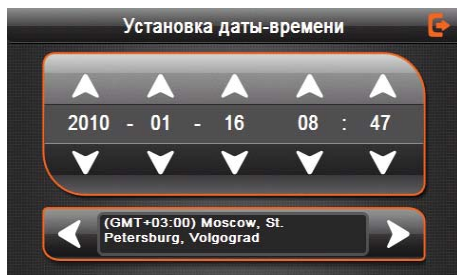 Установка даты-времени
2010 - 01 - 16 08 : 47
(GMT+03:00) Moscow, St.
Petersburg, Volgograd